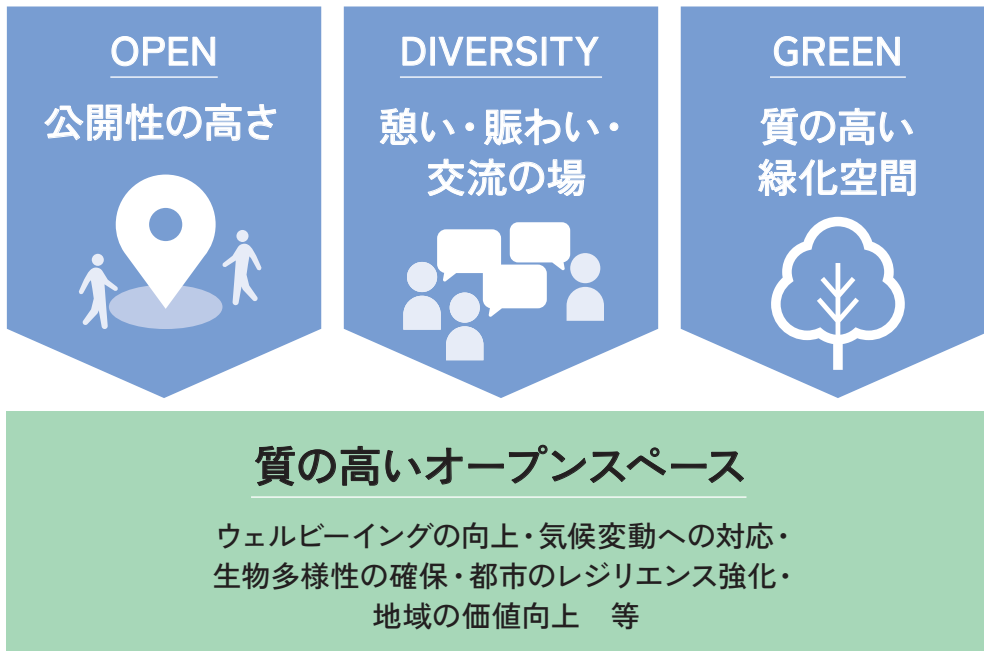 OPEN
公開性の高さ
DIVERSITY
憩い・賑わい・
交流の場
GREEN
質の高い
緑化空間
質の高いオープンスペース
ウェルビーイングの向上・気候変動への対応・
生物多様性の確保・都市のレジリエンス強化・
地域の価値向上　等